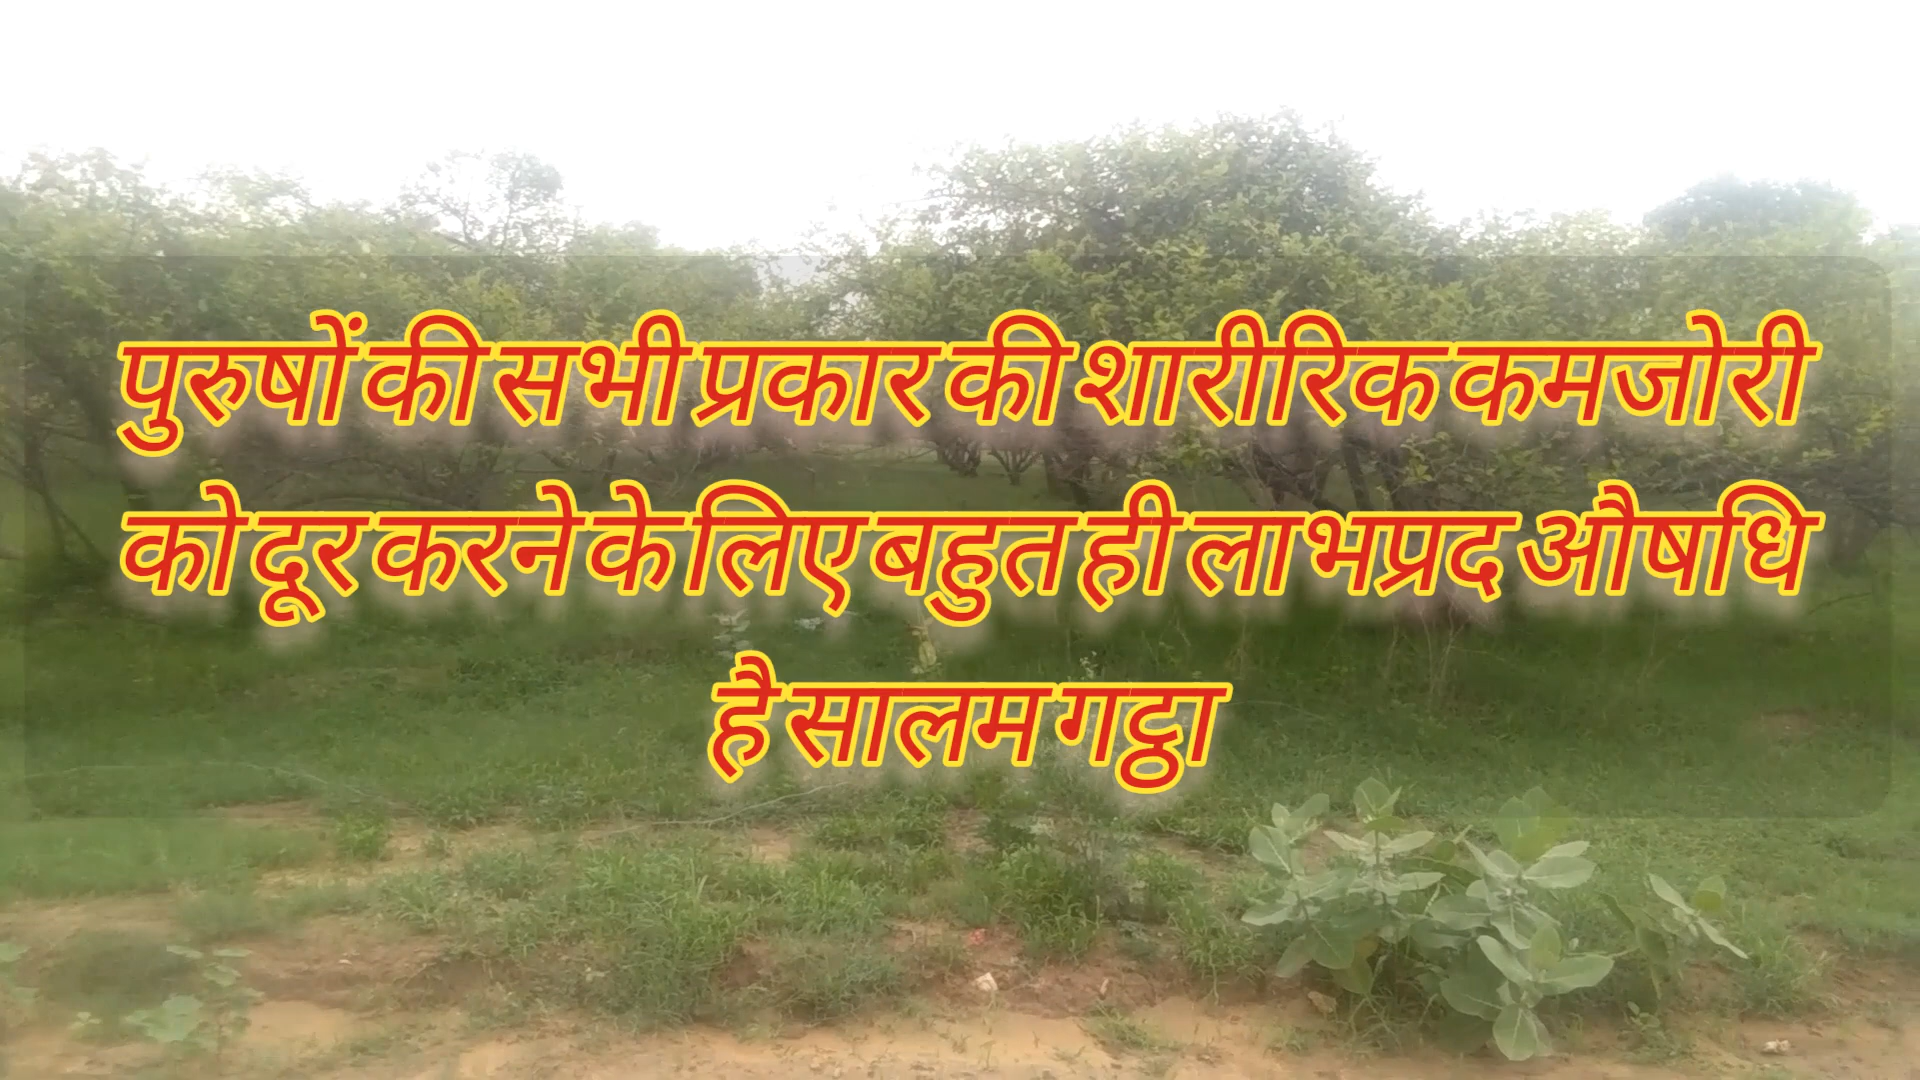 पुरुषों की सभी प्रकार की शारीरिक कमजोरी
को दूर करने के लिए बहुत ही लाभप्रद औषधि
है सालम गट्ठा